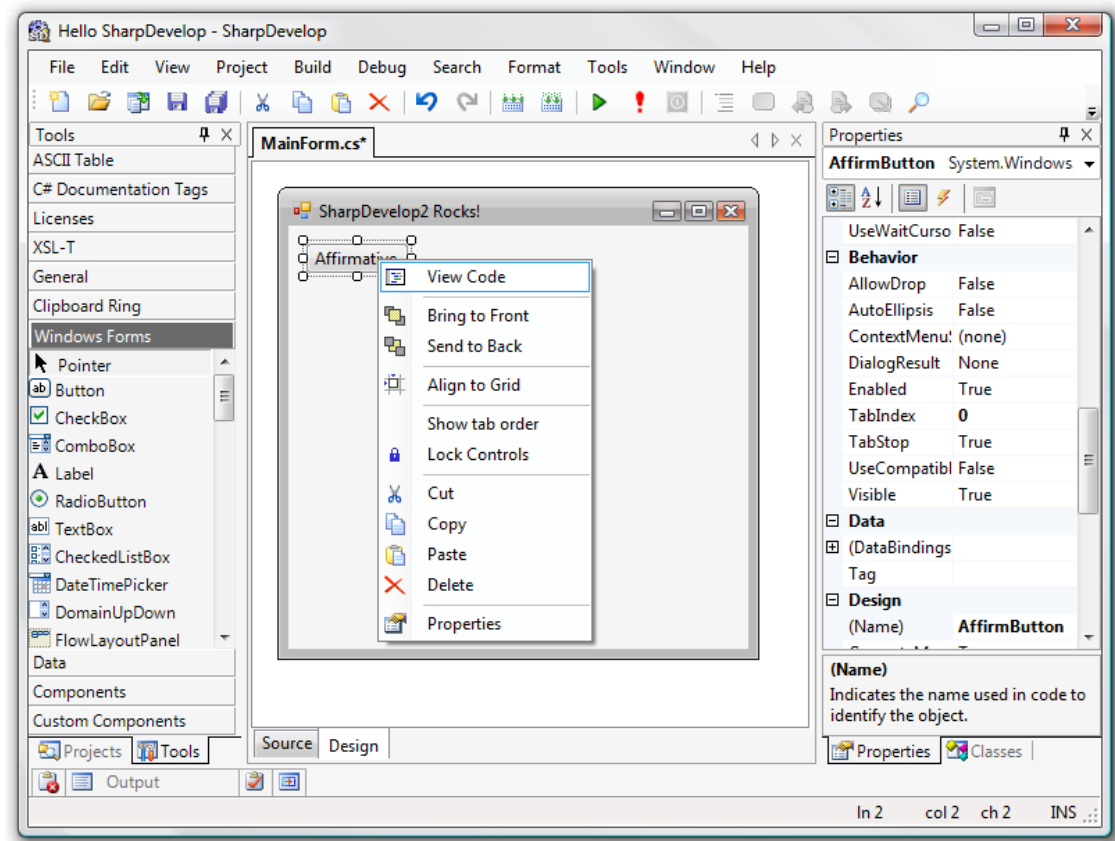 Hello SharpDevelop - SharpDevelop
File Edit View Project Build Debug Search Format Tools Window Help
Tools
ASCII Table
C# Documentation Tags
Licenses
XSL-T
General
Clipboard Ring
Windows Forms
Pointer
ab Button
CheckBox
ComboBox
A Label
RadioButton
abl TextBox
CheckedListBox
DateTimePicker
DomainUpDown
FlowLayoutPanel
Data
Components
Custom Components
Projects Tools
MainForm.cs*
SharpDevelop2 Rocks!
Affirmative
View Code
Bring to Front
Send to Back
Align to Grid
Show tab order
Lock Controls
Cut
Copy
Paste
Delete
Properties
Source Design
Properties
AffirmButton System.Windows
UseWaitCurso False
Behavior
AllowDrop False
AutoEllipsis False
ContextMenu (none)
DialogResult None
Enabled True
TabIndex 0
TabStop True
UseCompatibl False
Visible True
Data
(DataBindings
Tag
Design
(Name) AffirmButton
(Name)
Indicates the name used in code to
identify the object.
Properties Classes
Output
ln 2 col 2 ch 2 INS